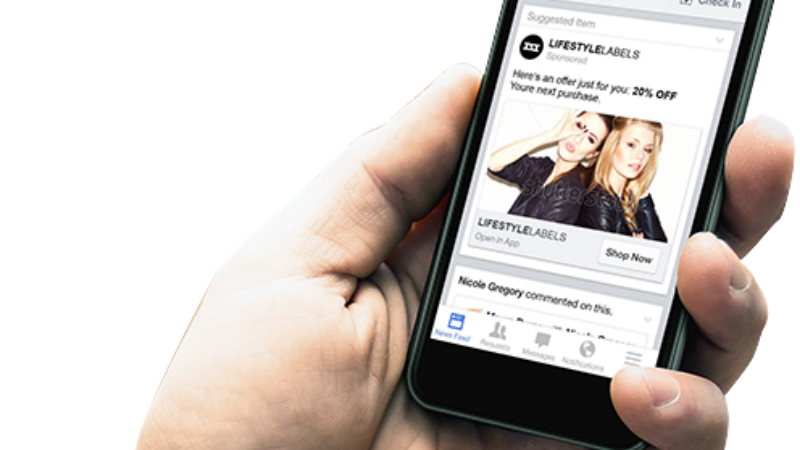 Check In
Suggested Item
LIFESTYLELABELS
Sponsored
Here's an offer just for you: 20% OFF
Youre next purchase.
shutterstock
LIFESTYLELABELS
Open in App
Shop Now
Nicole Gregory commented on this.
News Feed
Requests
Messages
Notifications